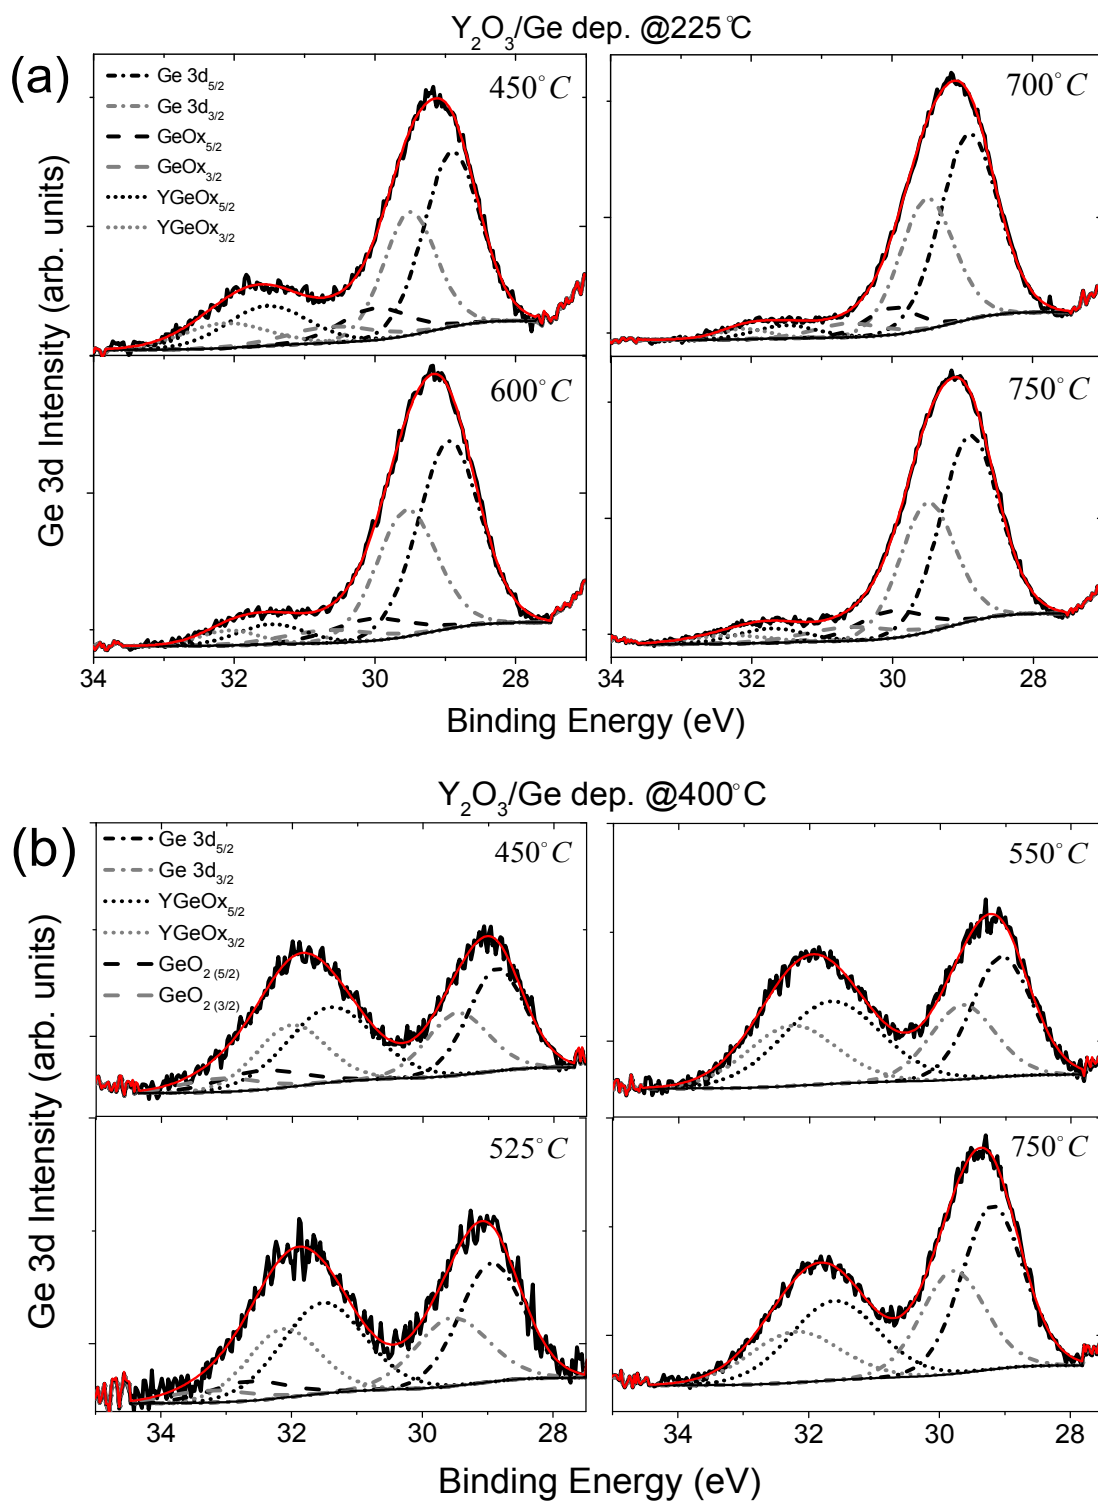 Y₂O₃/Ge dep. @225°C
(a)
Ge 3d₅/₂
Ge 3d₃/₂
GeOx₅/₂
GeOx₃/₂
YGeOx₅/₂
YGeOx₃/₂
450°C
700°C
600°C
750°C
Ge 3d Intensity (arb. units)
34 32 30 28 34 32 30 28
Binding Energy (eV)
Y₂O₃/Ge dep. @400°C
(b)
Ge 3d₅/₂
Ge 3d₃/₂
YGeOx₅/₂
YGeOx₃/₂
GeO₂ ₍₅/₂₎
GeO₂ ₍₃/₂₎
450°C
550°C
525°C
750°C
Ge 3d Intensity (arb. units)
34 32 30 28 34 32 30 28
Binding Energy (eV)